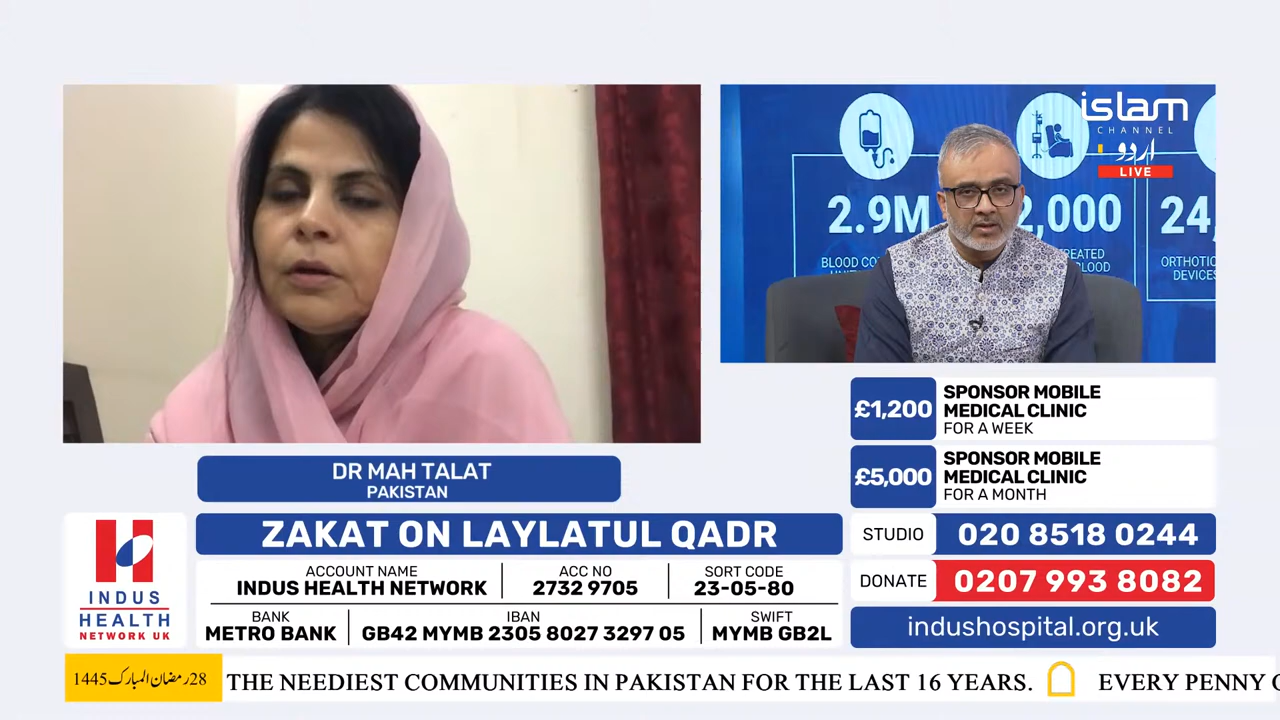 islam
CHANNEL
اردو
LIVE
2.9M
2,000
24,
BLOOD CO
TREATED
BLOOD
ORTHOTIC
DEVICES
£1,200
SPONSOR MOBILE
MEDICAL CLINIC
FOR A WEEK
£5,000
SPONSOR MOBILE
MEDICAL CLINIC
FOR A MONTH
DR MAH TALAT
PAKISTAN
INDUS
HEALTH
NETWORK UK
ZAKAT ON LAYLATUL QADR
ACCOUNT NAME
INDUS HEALTH NETWORK
ACC NO
2732 9705
SORT CODE
23-05-80
BANK
METRO BANK
IBAN
GB42 MYMB 2305 8027 3297 05
SWIFT
MYMB GB2L
STUDIO 020 8518 0244
DONATE 0207 993 8082
indushospital.org.uk
28 رمضان المبارک 1445
THE NEEDIEST COMMUNITIES IN PAKISTAN FOR THE LAST 16 YEARS. EVERY PENNY